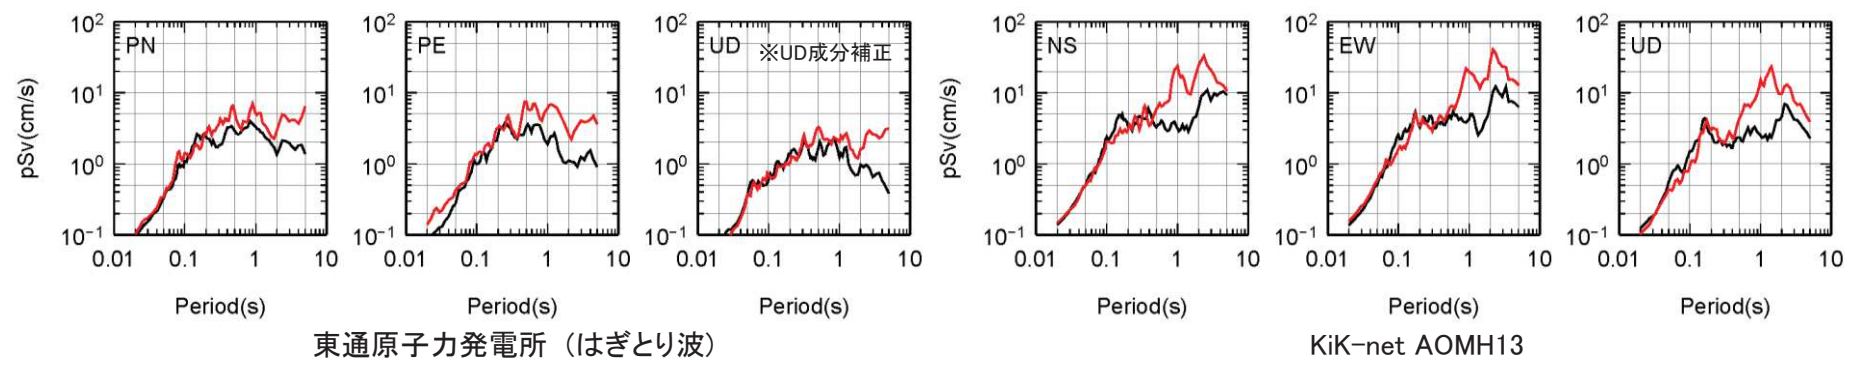 10² 10¹ 10⁰ 10⁻¹
pSv(cm/s)
PN
0.01 0.1 1 10
Period(s)
10² 10¹ 10⁰ 10⁻¹
PE
0.01 0.1 1 10
Period(s)
10² 10¹ 10⁰ 10⁻¹
UD ※UD成分補正
0.01 0.1 1 10
Period(s)
東通原子力発電所 (はぎとり波)
10² 10¹ 10⁰ 10⁻¹
pSv(cm/s)
NS
0.01 0.1 1 10
Period(s)
10² 10¹ 10⁰ 10⁻¹
EW
0.01 0.1 1 10
Period(s)
10² 10¹ 10⁰ 10⁻¹
UD
0.01 0.1 1 10
Period(s)
KiK-net AOMH13